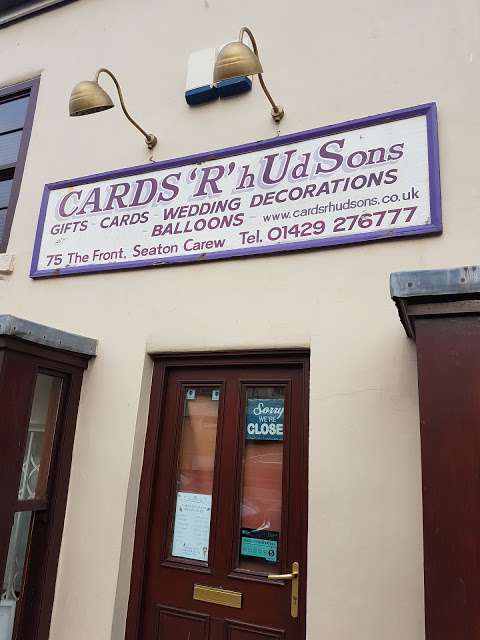 CARDS 'R' hUdSons
GIFTS - CARDS - WEDDING DECORATIONS
BALLOONS - www.cardsrhudsons.co.uk
75 The Front, Seaton Carew Tel. 01429 276777
Sorry
WE'RE
CLOSE